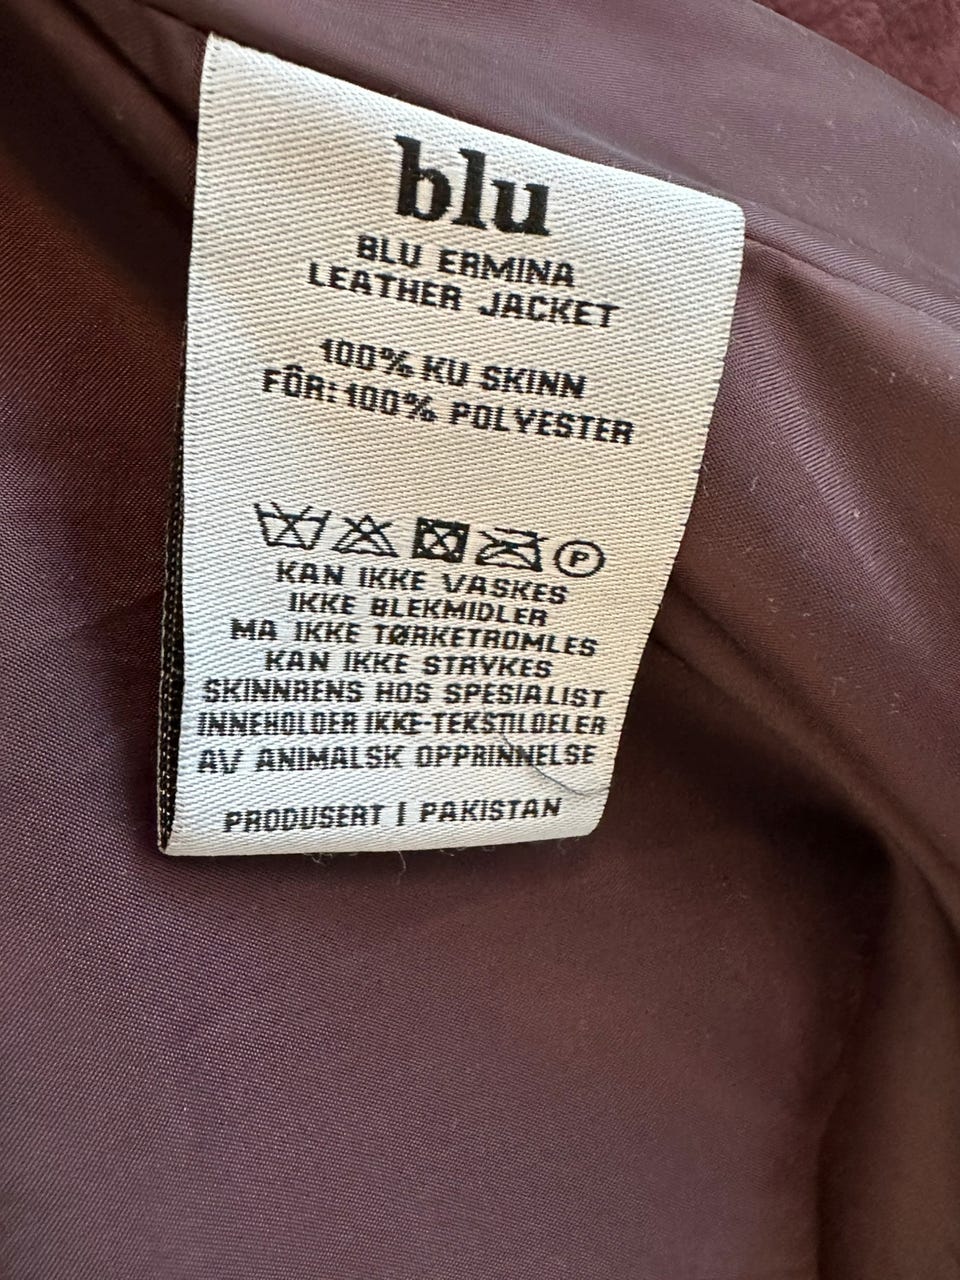 blu
BLU ERMINA
LEATHER JACKET
100% KU SKINN
FÔR: 100% POLYESTER
P
KAN IKKE VASKES
IKKE BLEKMIDLER
MA IKKE TØRKETROMLES
KAN IKKE STRYKES
SKINNRENS HOS SPESIALIST
INNEHOLDER IKKE-TEKSTILDELER
AV ANIMALSK OPPRINNELSE
PRODUSERT I PAKISTAN